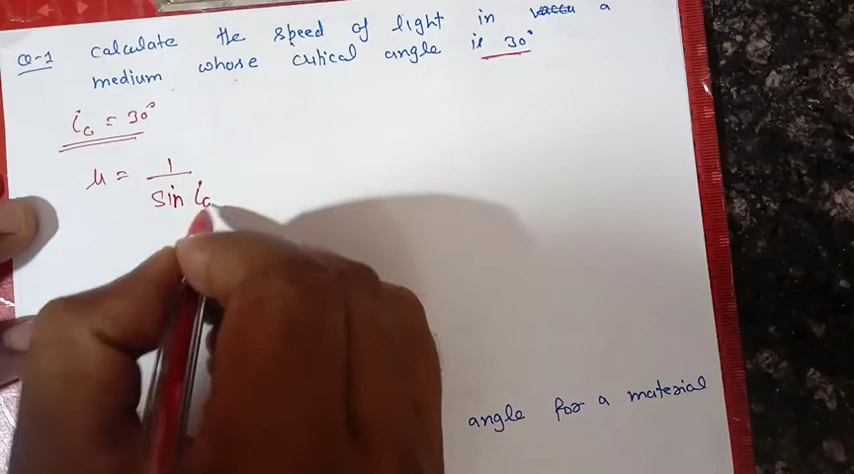 Q-1 calculate the speed of light in a
medium whose critical angle is 30°
ic = 30°
μ = 1 / sin ic
angle for a material